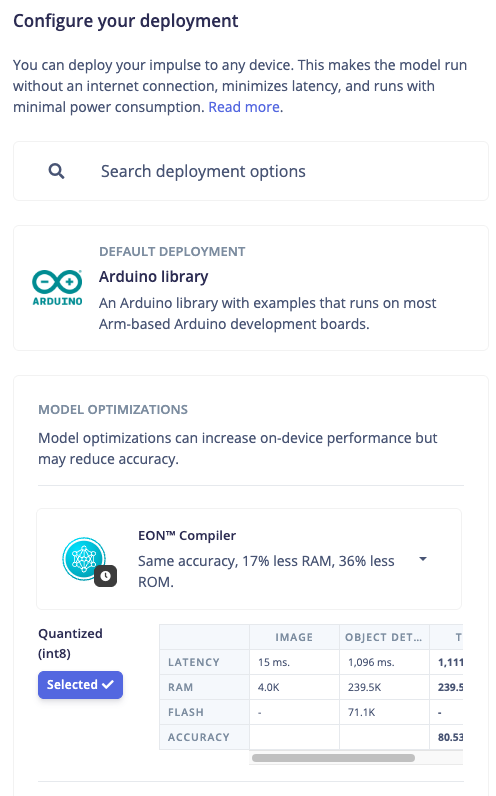 Configure your deployment
You can deploy your impulse to any device. This makes the model run
without an internet connection, minimizes latency, and runs with
minimal power consumption. Read more.
Search deployment options
DEFAULT DEPLOYMENT
Arduino library
ARDUINO
An Arduino library with examples that runs on most
Arm-based Arduino development boards.
MODEL OPTIMIZATIONS
Model optimizations can increase on-device performance but
may reduce accuracy.
EON™ Compiler
Same accuracy, 17% less RAM, 36% less
ROM.
Quantized
(int8)
Selected
IMAGE OBJECT DET... T
LATENCY 15 ms. 1,096 ms. 1,111
RAM 4.0K 239.5K 239.5
FLASH - 71.1K -
ACCURACY 80.53